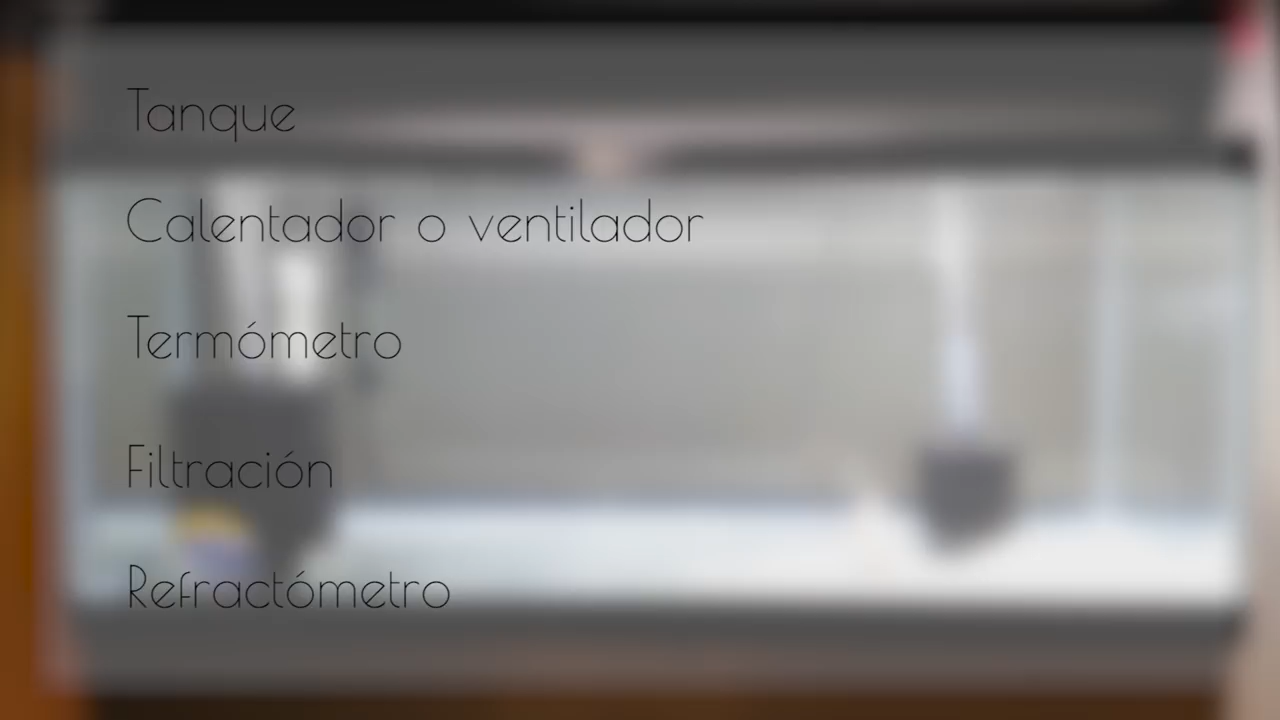 Tanque
Calentador o ventilador
Termómetro
Filtración
Refractómetro